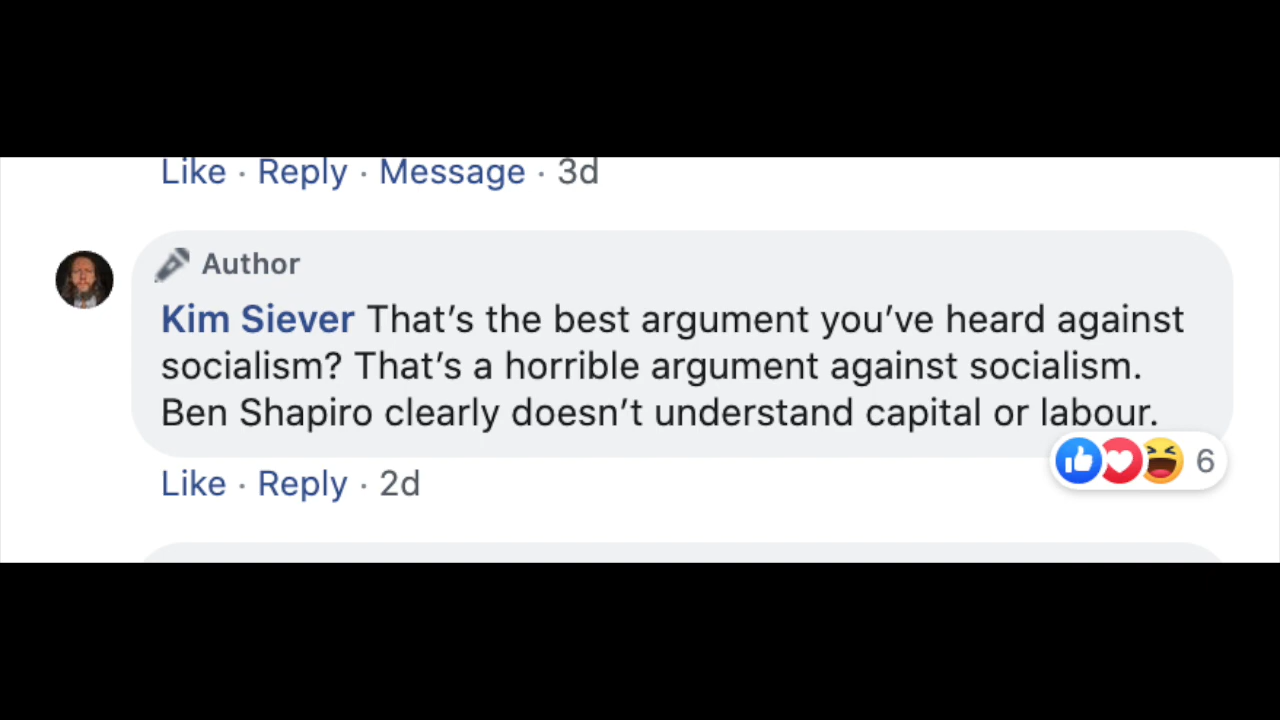 Like · Reply · Message · 3d
Author
Kim Siever That’s the best argument you’ve heard against
socialism? That’s a horrible argument against socialism.
Ben Shapiro clearly doesn’t understand capital or labour.
6
Like · Reply · 2d